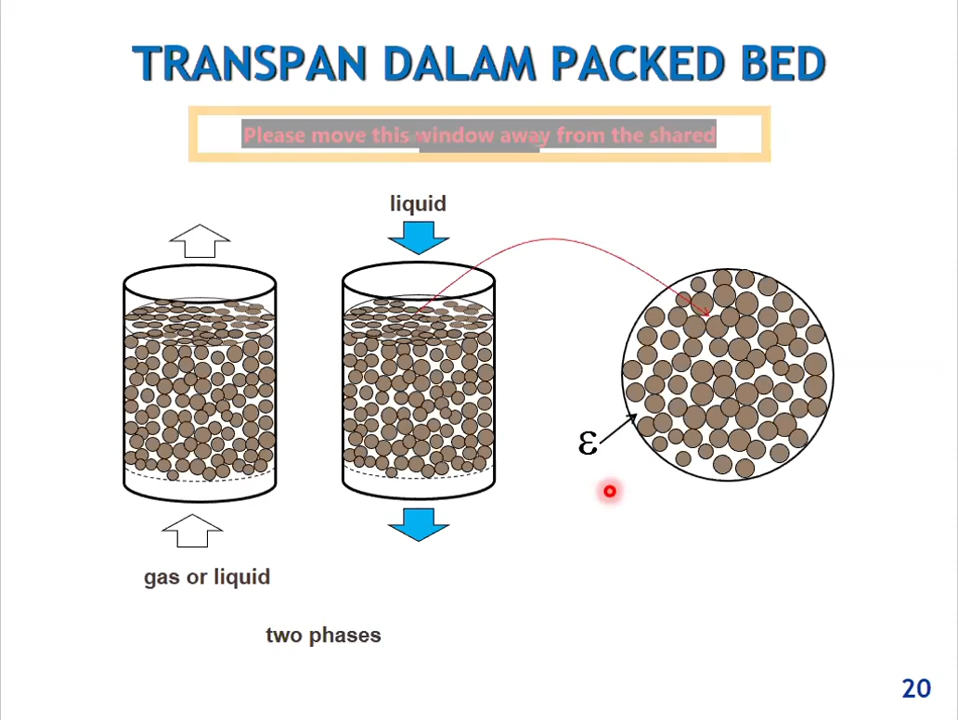 TRANSPAN DALAM PACKED BED
Please move this window away from the shared
liquid
ε
gas or liquid
two phases
20